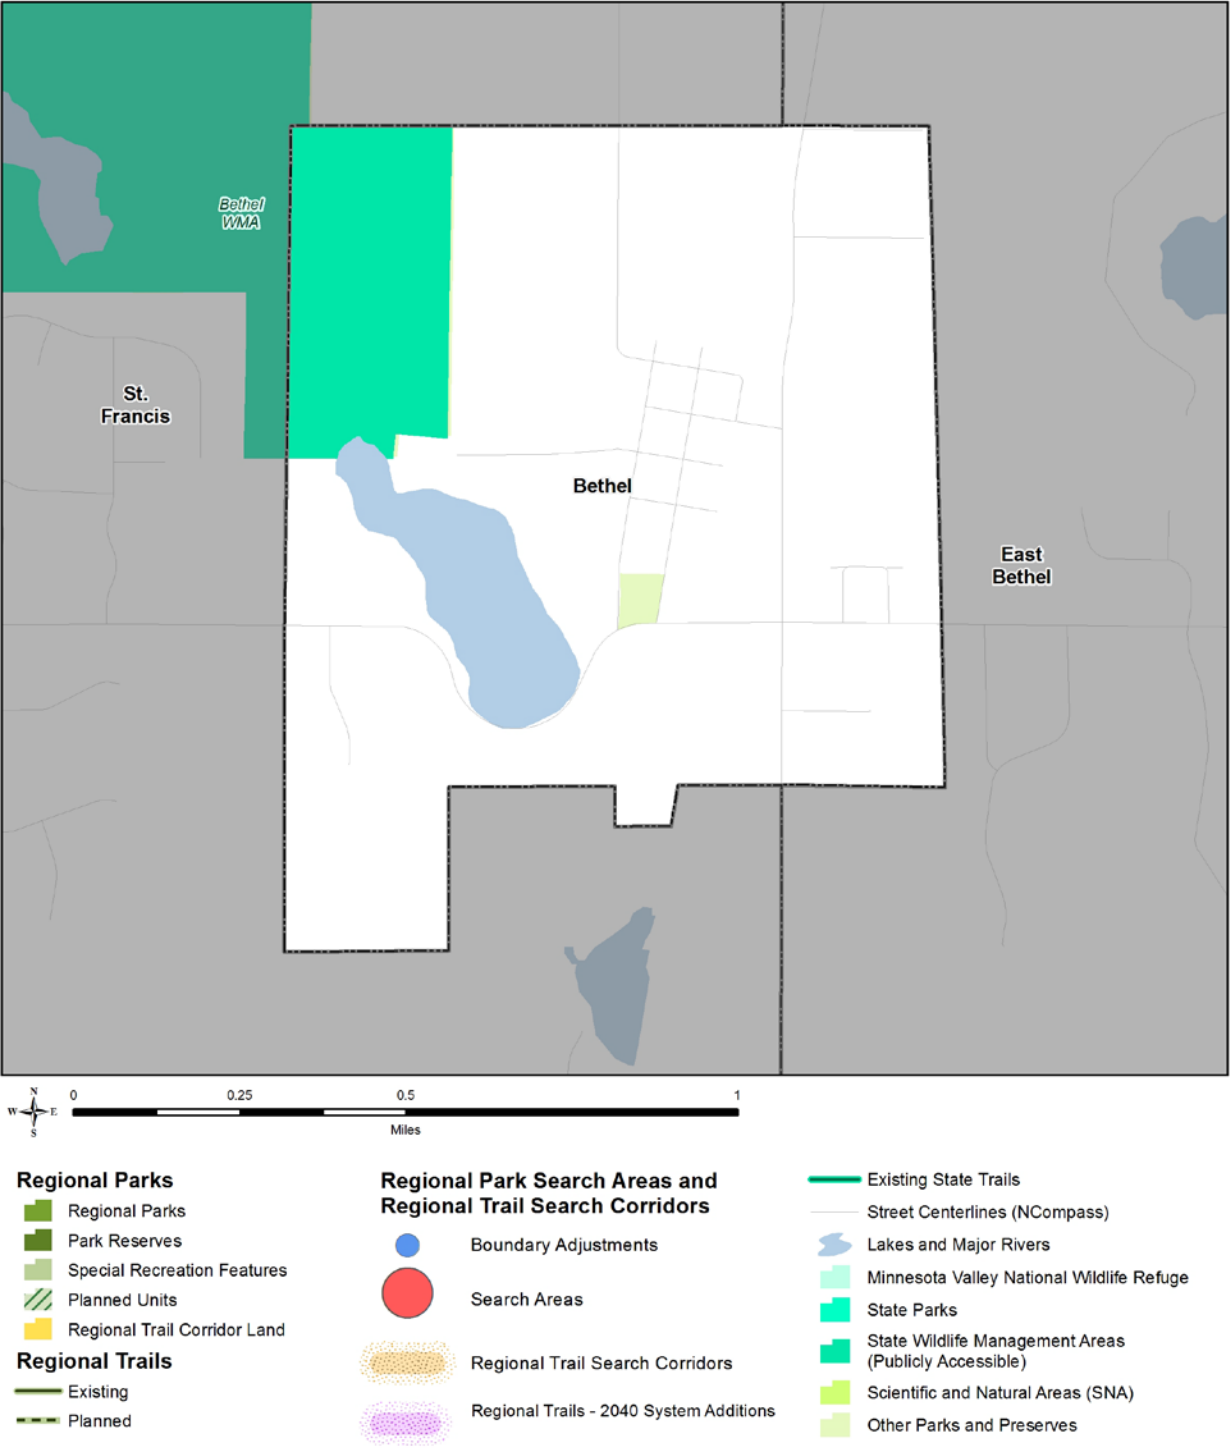 Bethel
WMA
St.
Francis
Bethel
East
Bethel
N
W E
S
0 0.25 0.5 1
Miles
Regional Parks
Regional Parks
Park Reserves
Special Recreation Features
Planned Units
Regional Trail Corridor Land
Regional Trails
Existing
Planned
Regional Park Search Areas and
Regional Trail Search Corridors
Boundary Adjustments
Search Areas
Regional Trail Search Corridors
Regional Trails - 2040 System Additions
Existing State Trails
Street Centerlines (NCompass)
Lakes and Major Rivers
Minnesota Valley National Wildlife Refuge
State Parks
State Wildlife Management Areas
(Publicly Accessible)
Scientific and Natural Areas (SNA)
Other Parks and Preserves